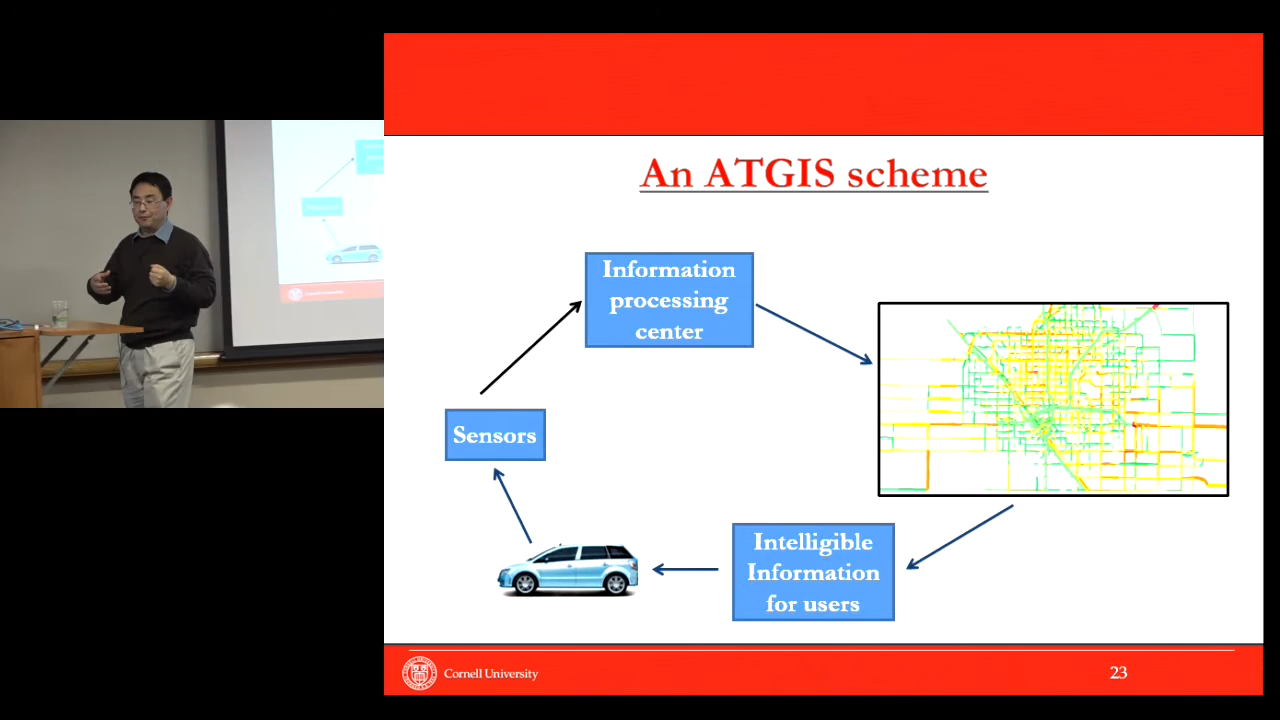 An ATGIS scheme
Information
processing
center
Sensors
Intelligible
Information
for users
Cornell University
23